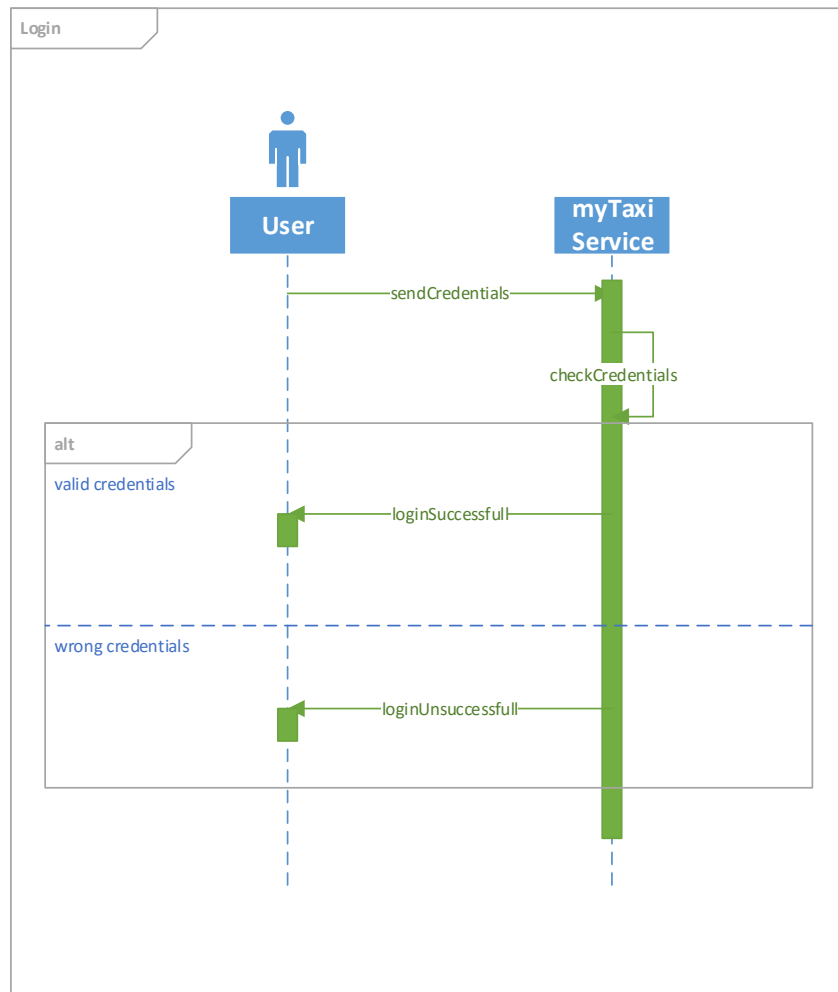 Login
User
myTaxi
Service
sendCredentials
checkCredentials
alt
valid credentials
loginSuccessfull
wrong credentials
loginUnsuccessfull